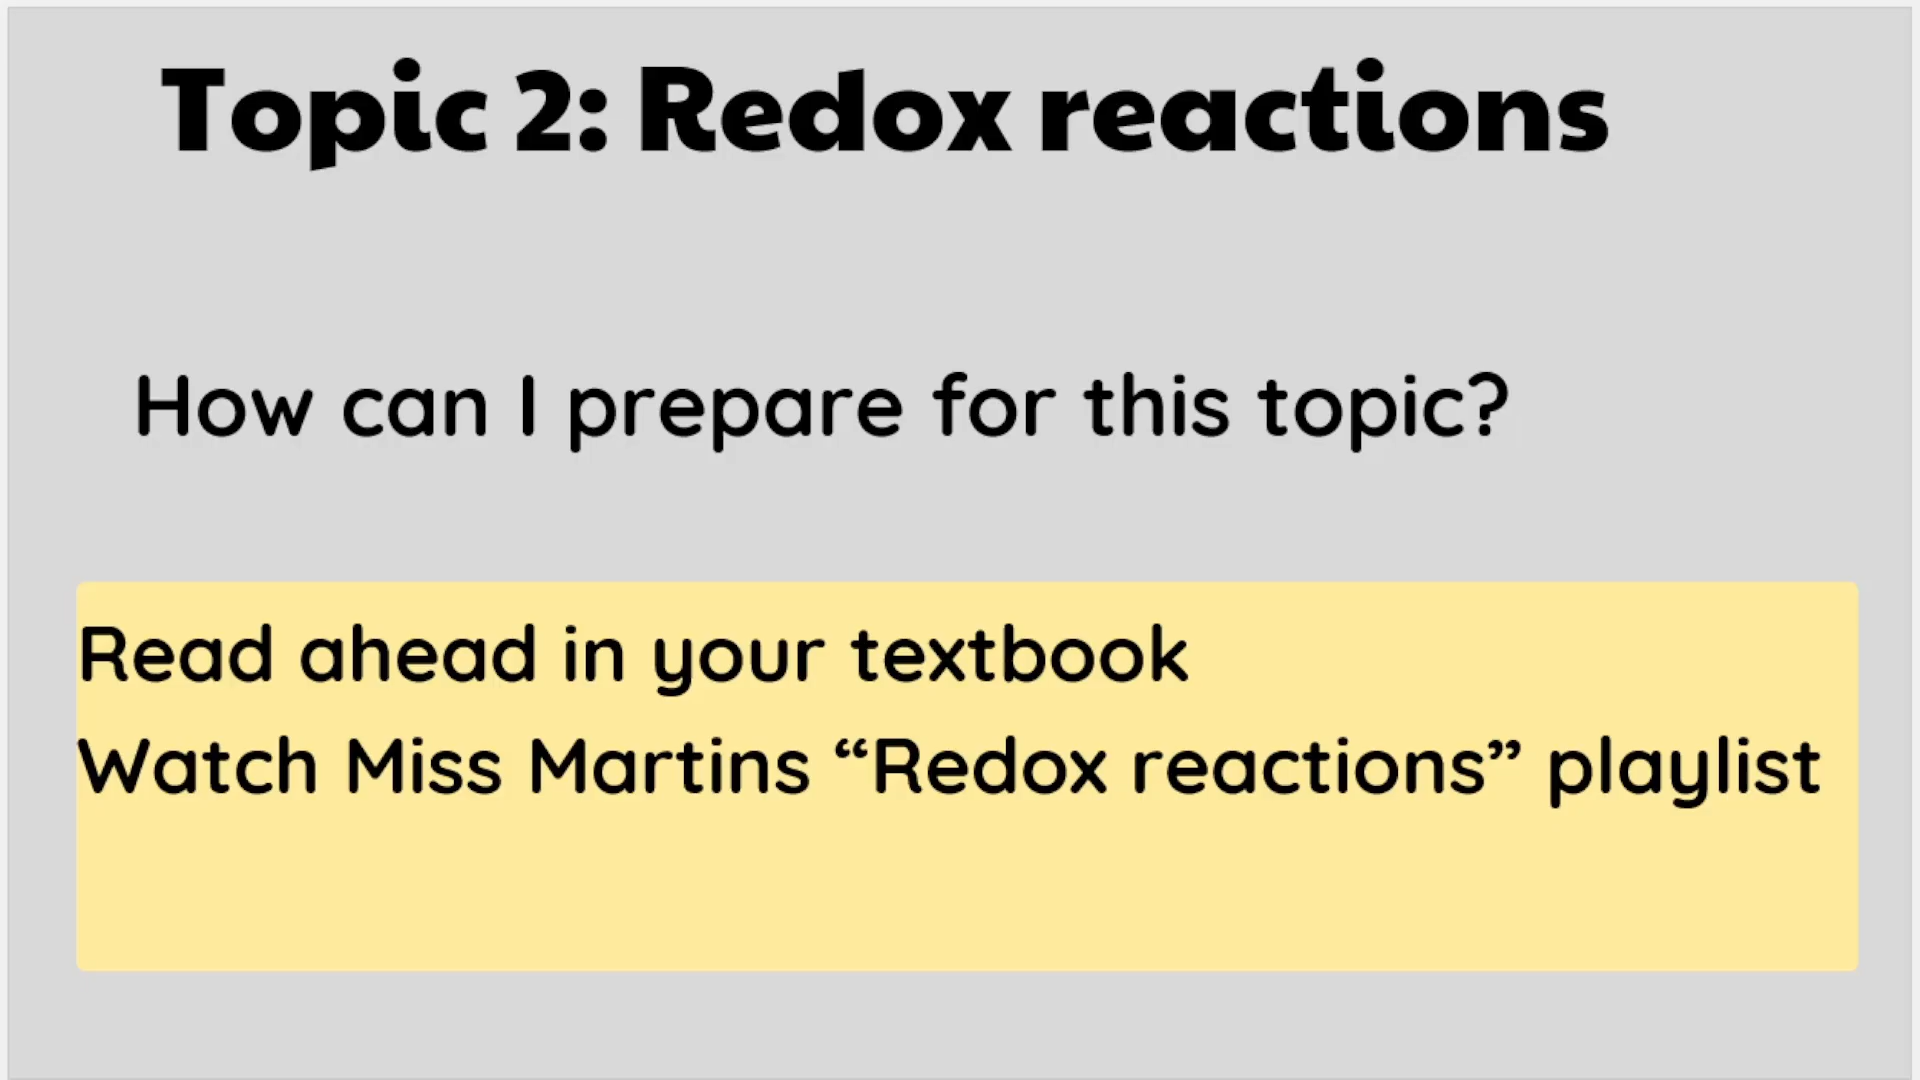 Topic 2: Redox reactions
How can I prepare for this topic?
Read ahead in your textbook
Watch Miss Martins “Redox reactions” playlist